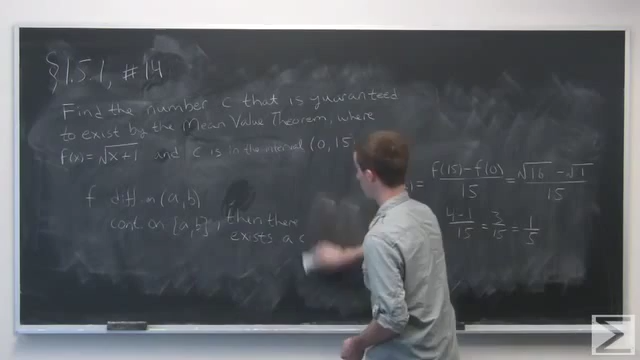 §1.5.1, #14
Find the number c that is guaranteed
to exist by the Mean Value Theorem, where
f(x)=√x+1 and c is in the interval (0,15)
f diff on (a,b)
cont on [a,b], then there
exists a c
= f(15)-f(0)/15 = √16-√1/15
4-1/15 = 3/15 = 1/5
Σ